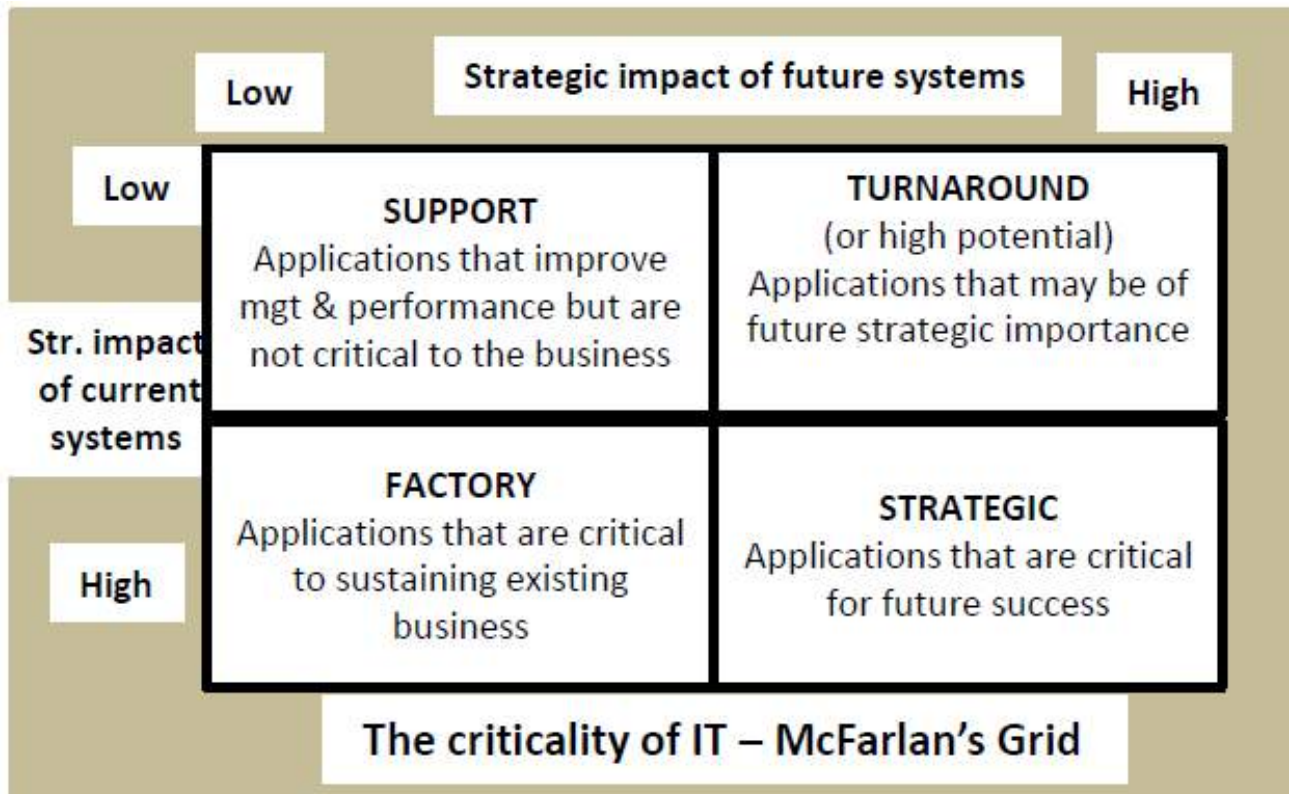 Low
Strategic impact of future systems
High
Low
SUPPORT
Applications that improve
mgt & performance but are
not critical to the business
TURNAROUND
(or high potential)
Applications that may be of
future strategic importance
Str. impact
of current
systems
High
FACTORY
Applications that are critical
to sustaining existing
business
STRATEGIC
Applications that are critical
for future success
The criticality of IT – McFarlan's Grid